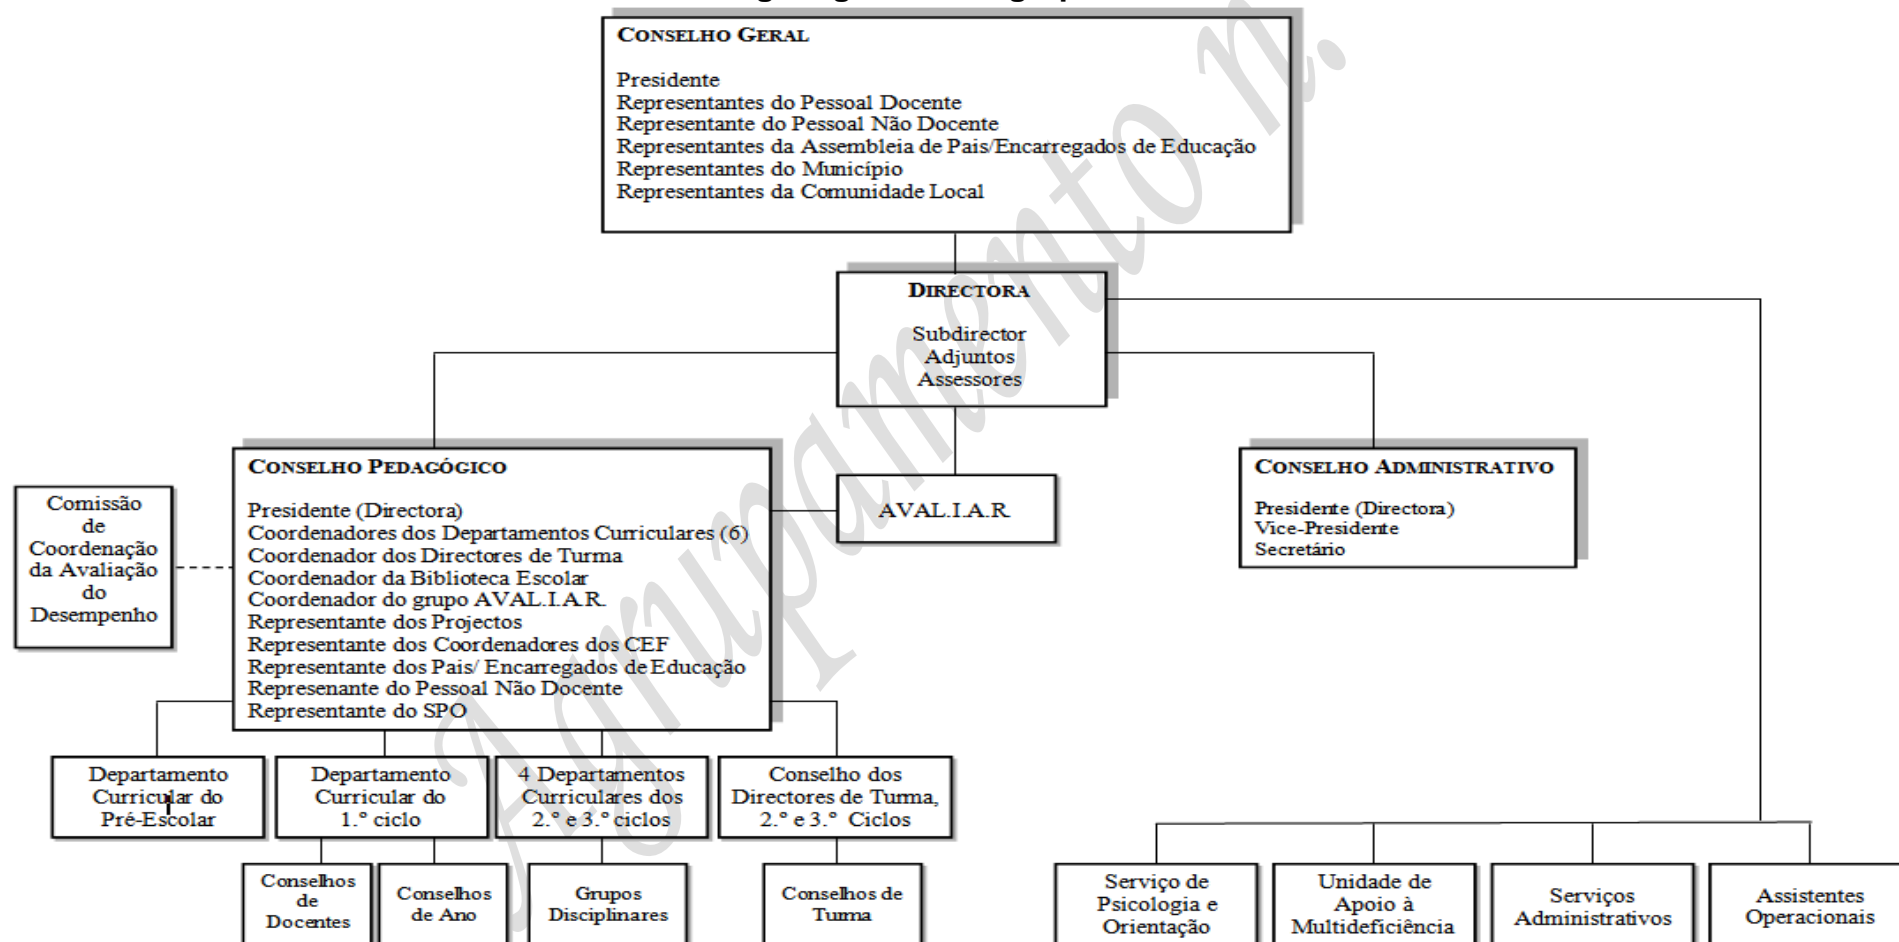 CONSELHO GERAL
Presidente
Representantes do Pessoal Docente
Representante do Pessoal Não Docente
Representantes da Assembleia de Pais/Encarregados de Educação
Representantes do Município
Representantes da Comunidade Local
DIRECTORA
Subdirector
Adjuntos
Assessores
CONSELHO PEDAGÓGICO
Presidente (Directora)
Coordenadores dos Departamentos Curriculares (6)
Coordenador dos Directores de Turma
Coordenador da Biblioteca Escolar
Coordenador do grupo AVAL.I.A.R.
Representante dos Projectos
Representante dos Coordenadores dos CEF
Representante dos Pais/ Encarregados de Educação
Represenante do Pessoal Não Docente
Representante do SPO
AVAL.I.A.R.
CONSELHO ADMINISTRATIVO
Presidente (Directora)
Vice-Presidente
Secretário
Comissão
de
Coordenação
da Avaliação
do
Desempenho
Departamento
Curricular do
Pré-Escolar
Departamento
Curricular do
1.º ciclo
4 Departamentos
Curriculares dos
2.º e 3.º ciclos
Conselho dos
Directores de Turma,
2.º e 3.º Ciclos
Conselhos
de
Docentes
Conselhos
de Ano
Grupos
Disciplinares
Conselhos de
Turma
Serviço de
Psicologia e
Orientação
Unidade de
Apoio à
Multideficiência
Serviços
Administrativos
Assistentes
Operacionais
Agrupamento n.